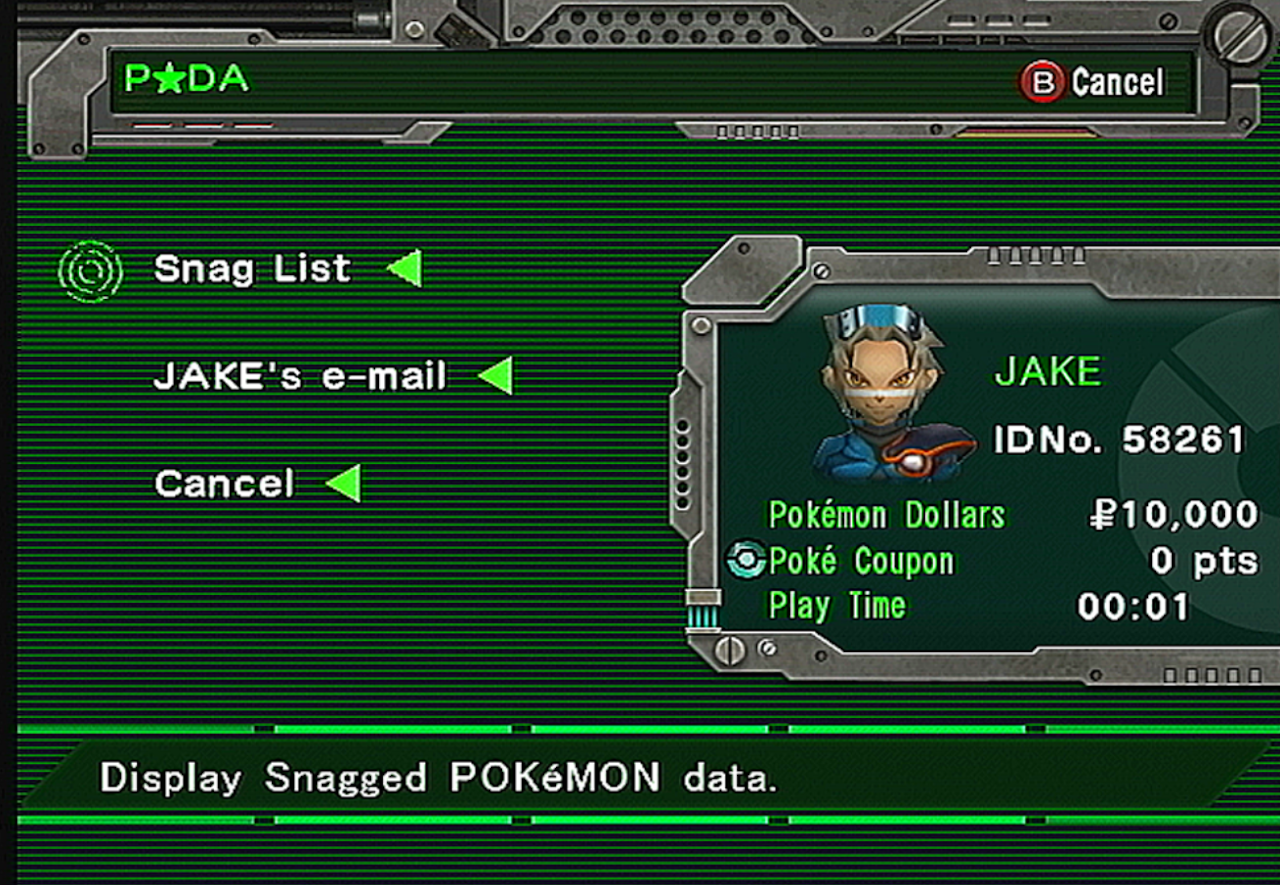 P★DA
B Cancel
Snag List
JAKE's e-mail
Cancel
JAKE
IDNo. 58261
Pokémon Dollars ₽10,000
Poké Coupon 0 pts
Play Time 00:01
Display Snagged POKéMON data.